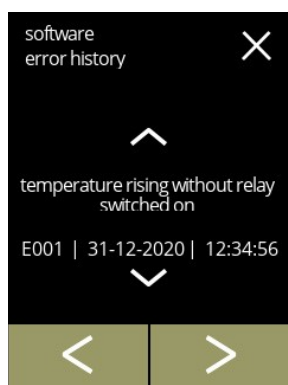 software
error history
temperature rising without relay
switched on
E001 | 31-12-2020 | 12:34:56